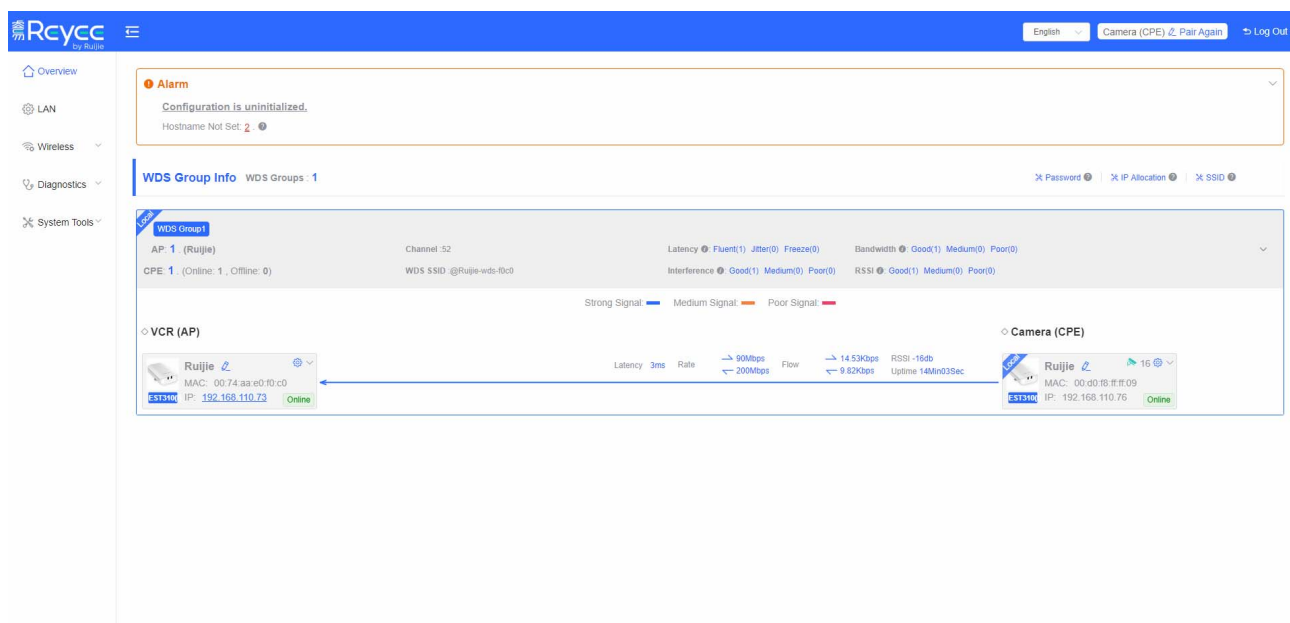 易网 Reycc
by Ruijie
English
Camera (CPE) Pair Again
Log Out
Overview
LAN
Wireless
Diagnostics
System Tools
Alarm
Configuration is uninitialized.
Hostname Not Set: 2 .
WDS Group Info WDS Groups : 1
Password
IP Allocation
SSID
Local
WDS Group1
AP: 1 . (Ruijie)
Channel :52
Latency : Fluent(1) Jitter(0) Freeze(0)
Bandwidth : Good(1) Medium(0) Poor(0)
CPE: 1 . (Online: 1 , Offline: 0)
WDS SSID :@Ruijie-wds-f0c0
Interference : Good(1) Medium(0) Poor(0)
RSSI : Good(1) Medium(0) Poor(0)
Strong Signal: Medium Signal: Poor Signal:
VCR (AP)
Camera (CPE)
Ruijie
MAC: 00:74:aa:e0:f0:c0
EST310
IP: 192.168.110.73
Online
Latency 3ms Rate
90Mbps
200Mbps
Flow
14.53Kbps
9.82Kbps
RSSI -16db
Uptime 14Min03Sec
Local
Ruijie
16
MAC: 00:d0:f8:ff:ff:09
EST310
IP: 192.168.110.76
Online